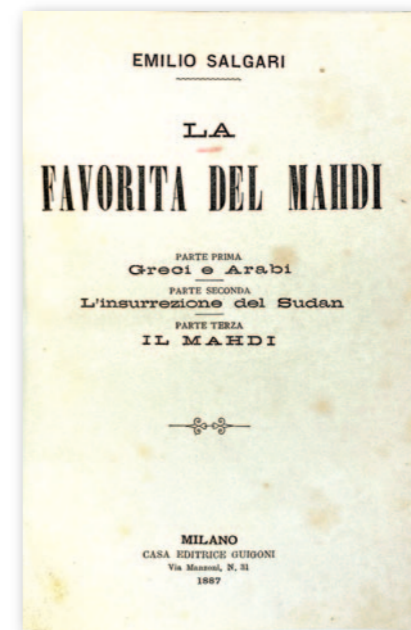 EMILIO SALGARI
LA
FAVORITA DEL MAHDI
PARTE PRIMA
Greci e Arabi
PARTE SECONDA
L'insurrezione del Sudan
PARTE TERZA
IL MAHDI
MILANO
CASA EDITRICE GUIGONI
Via Manzoni, N. 31
1887